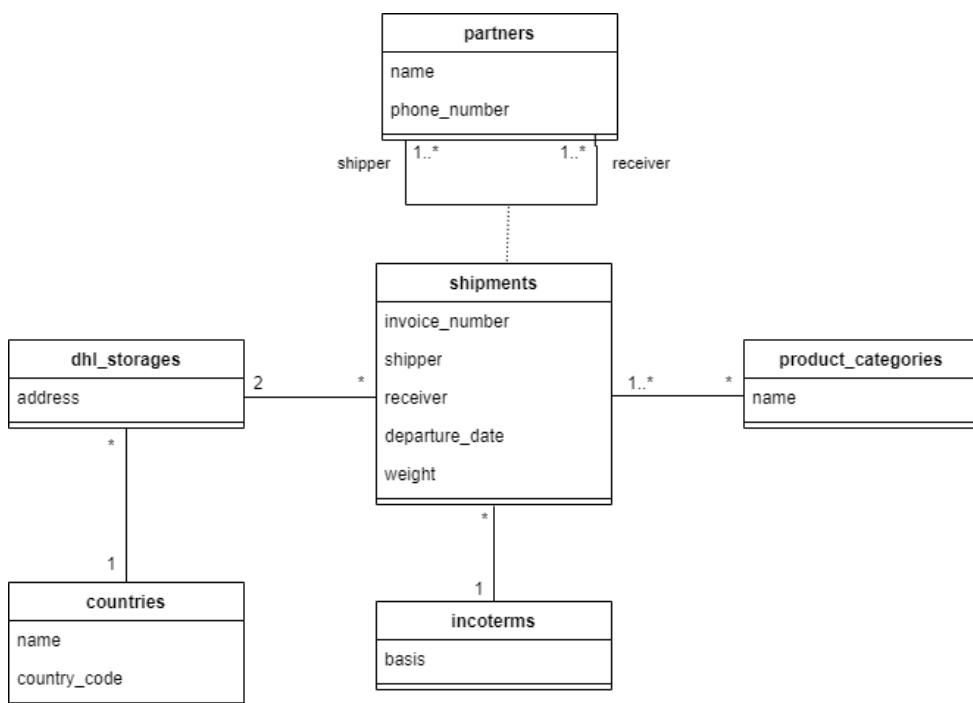 partners
name
phone_number
shipper
1..*
1..*
receiver
shipments
invoice_number
shipper
receiver
departure_date
weight
dhl_storages
address
2
*
1..*
*
product_categories
name
*
1
countries
name
country_code
*
1
incoterms
basis